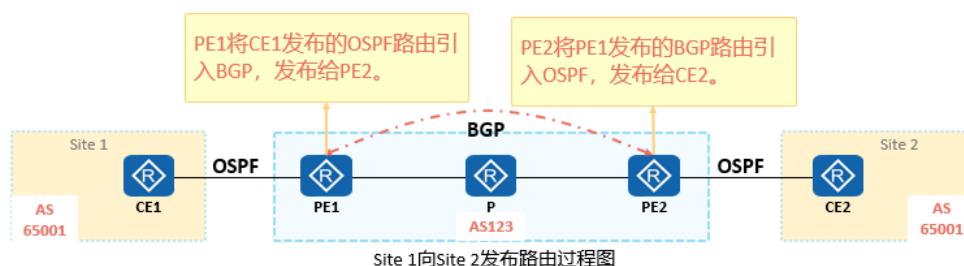 PE1将CE1发布的OSPF路由引
入BGP，发布给PE2。
PE2将PE1发布的BGP路由引
入OSPF，发布给CE2。
BGP
Site 1
Site 2
OSPF
OSPF
R
R
R
R
R
CE1
PE1
P
PE2
CE2
AS
65001
AS123
AS
65001
Site 1向Site 2发布路由过程图